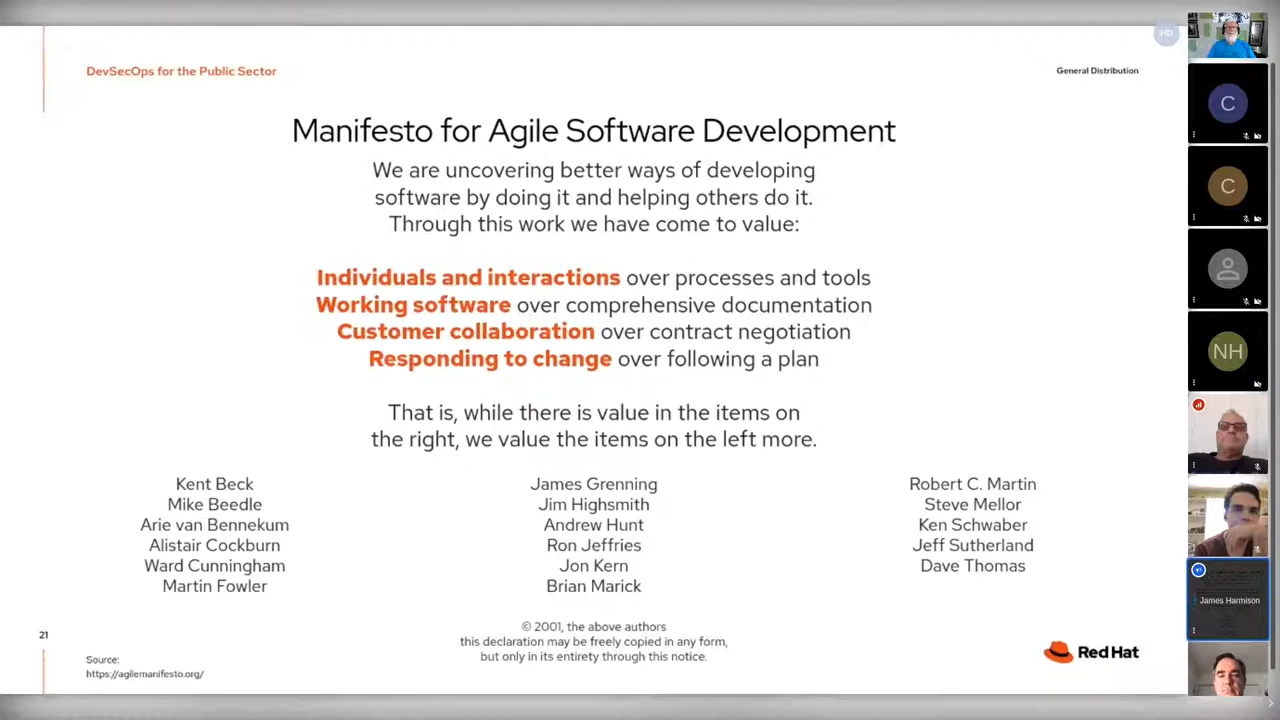 DevSecOps for the Public Sector
General Distribution
HD
Manifesto for Agile Software Development
We are uncovering better ways of developing
software by doing it and helping others do it.
Through this work we have come to value:
Individuals and interactions over processes and tools
Working software over comprehensive documentation
Customer collaboration over contract negotiation
Responding to change over following a plan
That is, while there is value in the items on
the right, we value the items on the left more.
Kent Beck
Mike Beedle
Arie van Bennekum
Alistair Cockburn
Ward Cunningham
Martin Fowler
James Grenning
Jim Highsmith
Andrew Hunt
Ron Jeffries
Jon Kern
Brian Marick
Robert C. Martin
Steve Mellor
Ken Schwaber
Jeff Sutherland
Dave Thomas
© 2001, the above authors
this declaration may be freely copied in any form,
but only in its entirety through this notice.
21
Source:
https://agilemanifesto.org/
Red Hat
C
C
NH
James Harmison